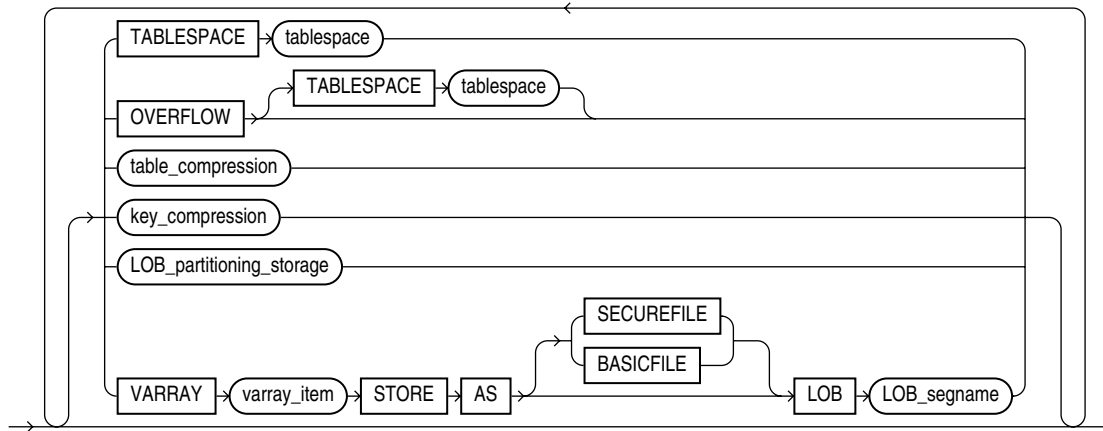 TABLESPACE tablespace
TABLESPACE tablespace
OVERFLOW
table_compression
key_compression
LOB_partitioning_storage
SECUREFILE
BASICFILE
VARRAY varray_item STORE AS LOB LOB_segname